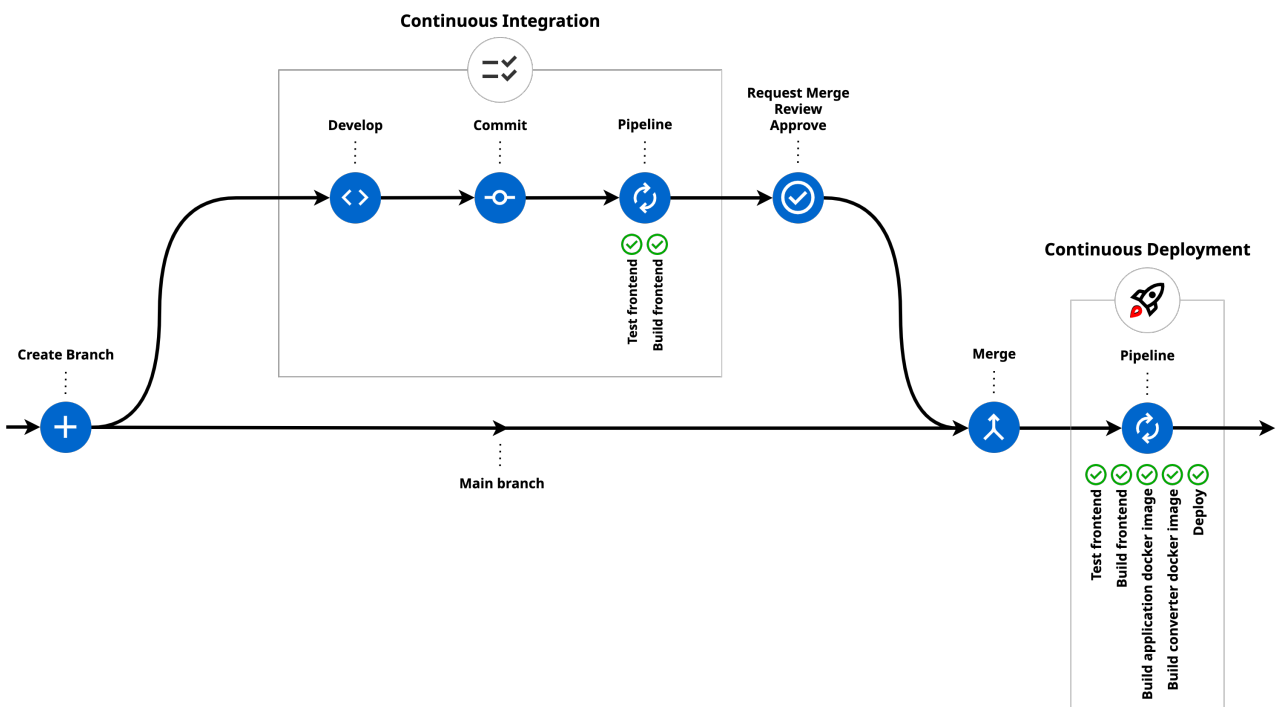 Continuous Integration
Develop
Commit
Pipeline
Request Merge
Review
Approve
Test frontend
Build frontend
Continuous Deployment
Create Branch
Merge
Pipeline
Main branch
Test frontend
Build frontend
Build application docker image
Build converter docker image
Deploy